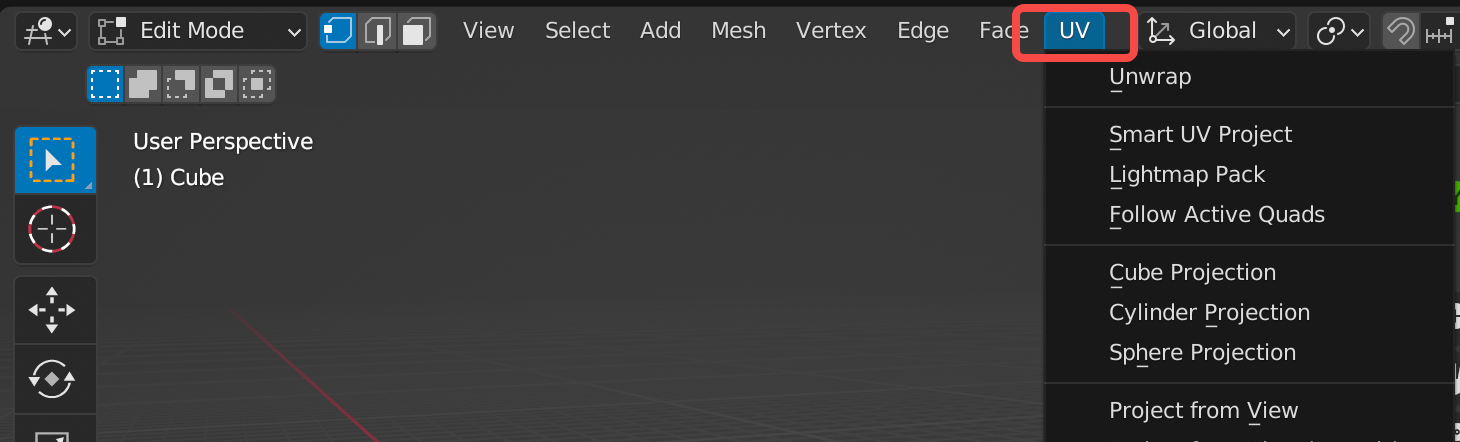 Edit Mode View Select Add Mesh Vertex Edge Face UV Global
Unwrap
User Perspective
Smart UV Project
(1) Cube
Lightmap Pack
Follow Active Quads
Cube Projection
Cylinder Projection
Sphere Projection
Project from View